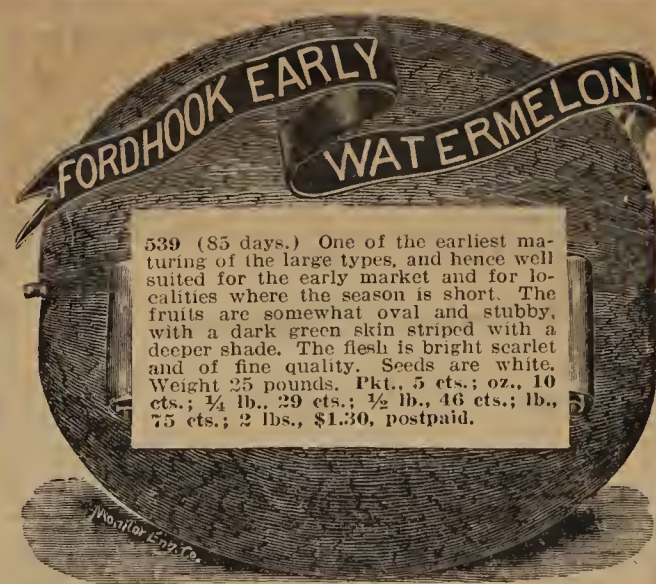 FORDHOOK EARLY
WATERMELON.
539 (85 days.) One of the earliest ma-
turing of the large types, and hence well
suited for the early market and for lo-
calities where the season is short. The
fruits are somewhat oval and stubby,
with a dark green skin striped with a
deeper shade. The flesh is bright scarlet
and of fine quality. Seeds are white.
Weight 25 pounds. Pkt., 5 cts.; oz., 10
cts.; ¼ lb., 29 cts.; ½ lb., 46 cts.; lb.,
75 cts.; 2 lbs., $1.30, postpaid.
Monitor Eng. Co.